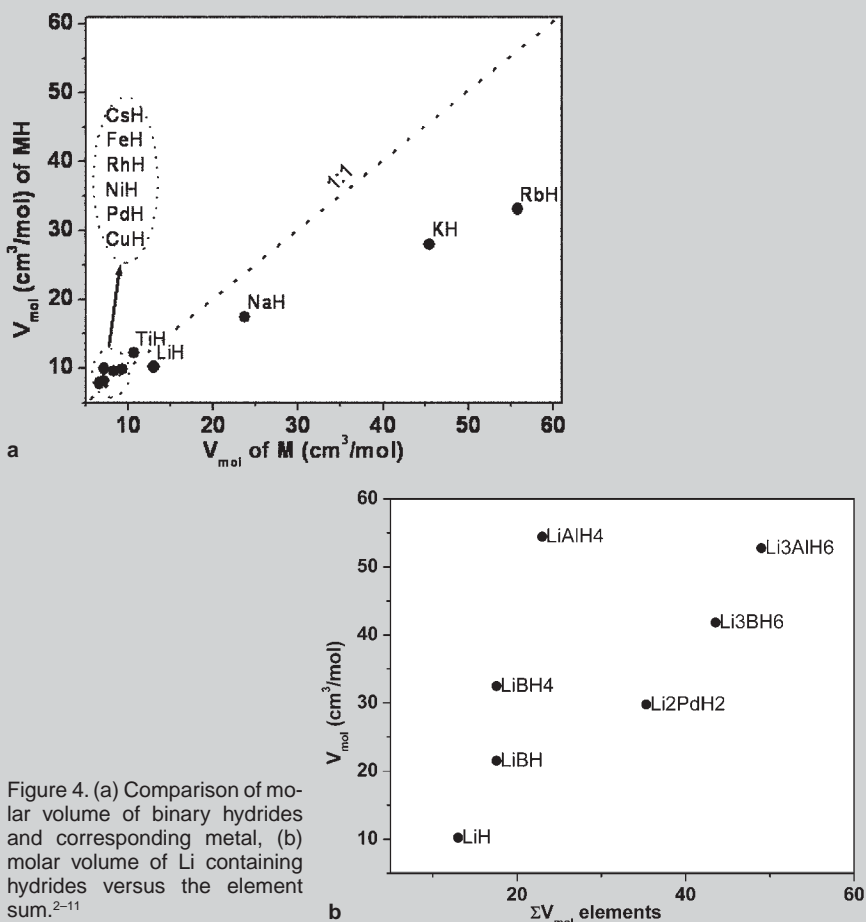 60
50
40
30
20
10
V_mol (cm³/mol) of MH
CsH
FeH
RhH
NiH
PdH
CuH
1:1
RbH
KH
NaH
TiH
LiH
10 20 30 40 50 60
V_mol of M (cm³/mol)
a
60
50
40
30
20
10
V_mol (cm³/mol)
LiAlH4
Li3AlH6
Li3BH6
LiBH4
Li2PdH2
LiBH
LiH
20 40 60
ΣV_mol elements
b
Figure 4. (a) Comparison of mo-
lar volume of binary hydrides
and corresponding metal, (b)
molar volume of Li containing
hydrides versus the element
sum.²⁻¹¹